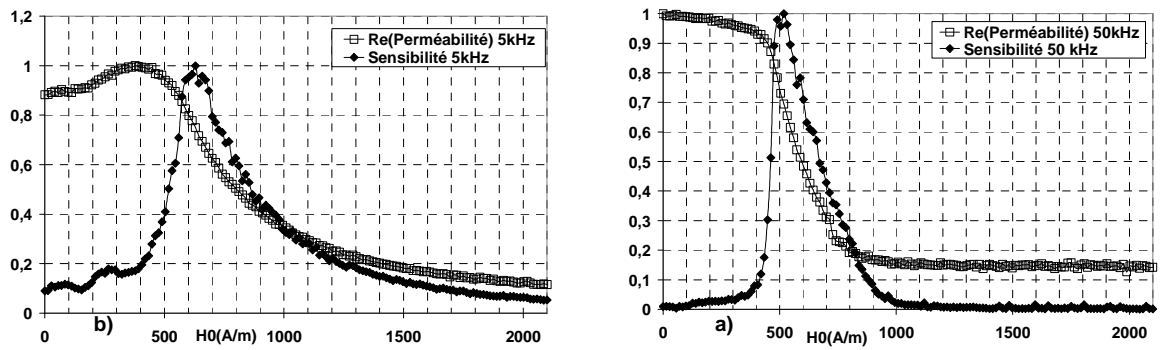 1,2
1
0,8
0,6
0,4
0,2
0
0 500 1000 1500 2000
H0(A/m)
b)
Re(Perméabilité) 5kHz
Sensibilité 5kHz
1
0,9
0,8
0,7
0,6
0,5
0,4
0,3
0,2
0,1
0
0 500 1000 1500 2000
H0(A/m)
a)
Re(Perméabilité) 50kHz
Sensibilité 50 kHz